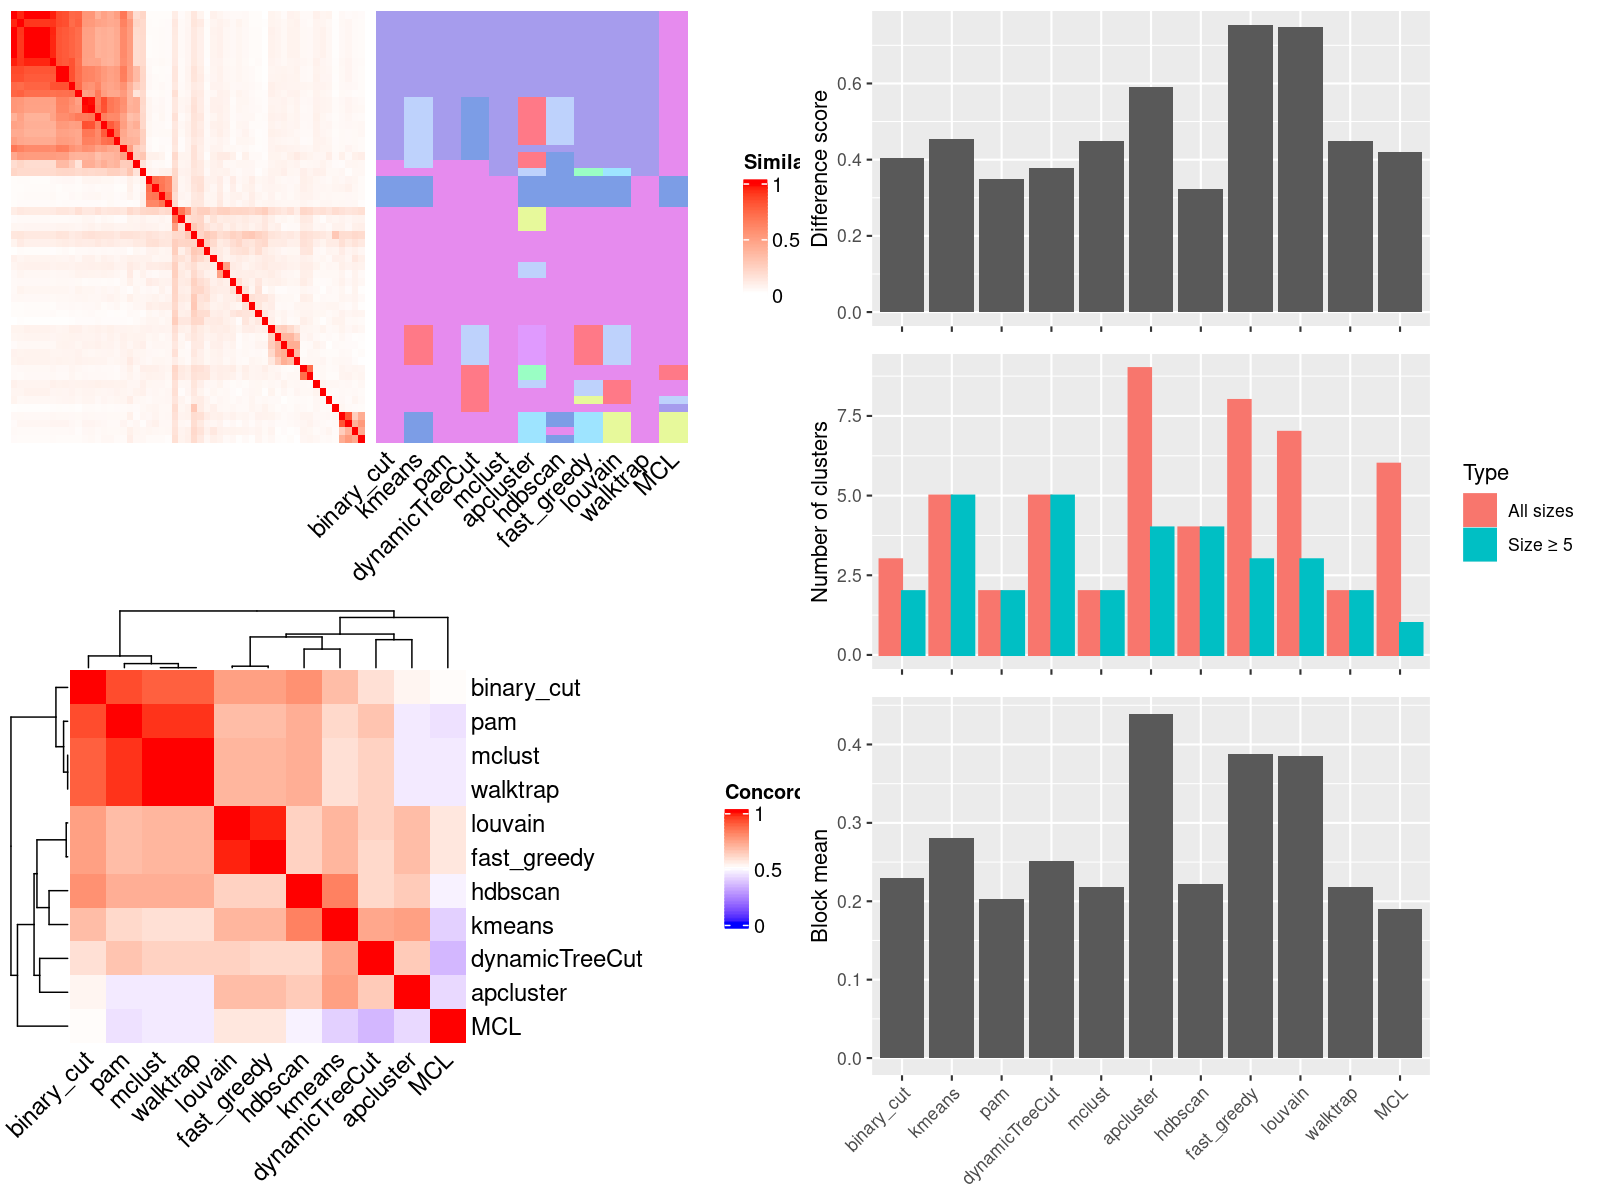 Simila
1
0.5
0
binary_cut
kmeans
pam
dynamicTreeCut
mclust
apcluster
hdbscan
fast_greedy
louvain
walktrap
MCL
binary_cut
pam
mclust
walktrap
louvain
fast_greedy
hdbscan
kmeans
dynamicTreeCut
apcluster
MCL
binary_cut
pam
mclust
walktrap
louvain
fast_greedy
hdbscan
kmeans
dynamicTreeCut
apcluster
MCL
Concord
1
0.5
0
Difference score
0.6
0.4
0.2
0.0
Number of clusters
7.5
5.0
2.5
0.0
Type
All sizes
Size ≥ 5
Block mean
0.4
0.3
0.2
0.1
0.0
binary_cut
kmeans
pam
dynamicTreeCut
mclust
apcluster
hdbscan
fast_greedy
louvain
walktrap
MCL